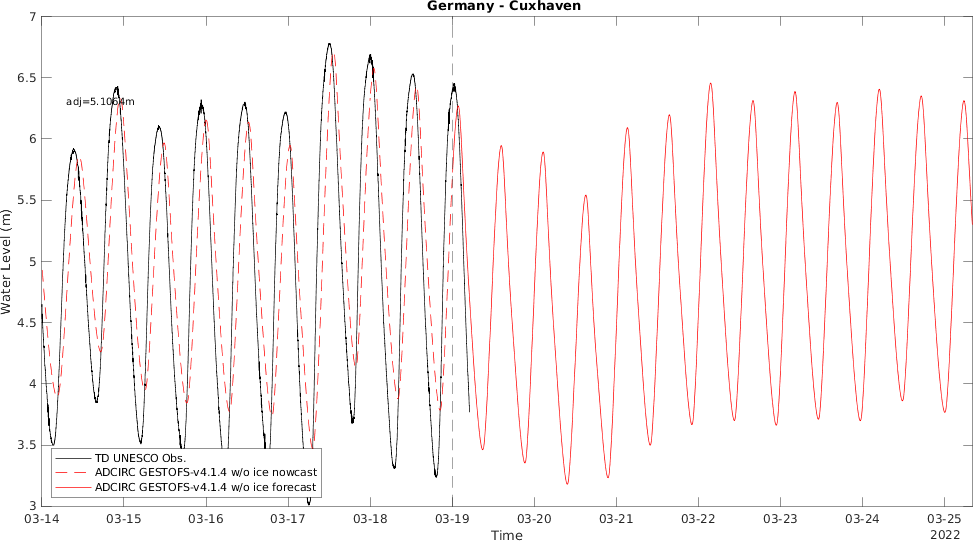 Germany - Cuxhaven
7
6.5
adj=5.1064m
6
5.5
5
4.5
4
3.5
3
Water Level (m)
TD UNESCO Obs.
ADCIRC GESTOFS-v4.1.4 w/o ice nowcast
ADCIRC GESTOFS-v4.1.4 w/o ice forecast
03-14 03-15 03-16 03-17 03-18 03-19 03-20 03-21 03-22 03-23 03-24 03-25
Time
2022